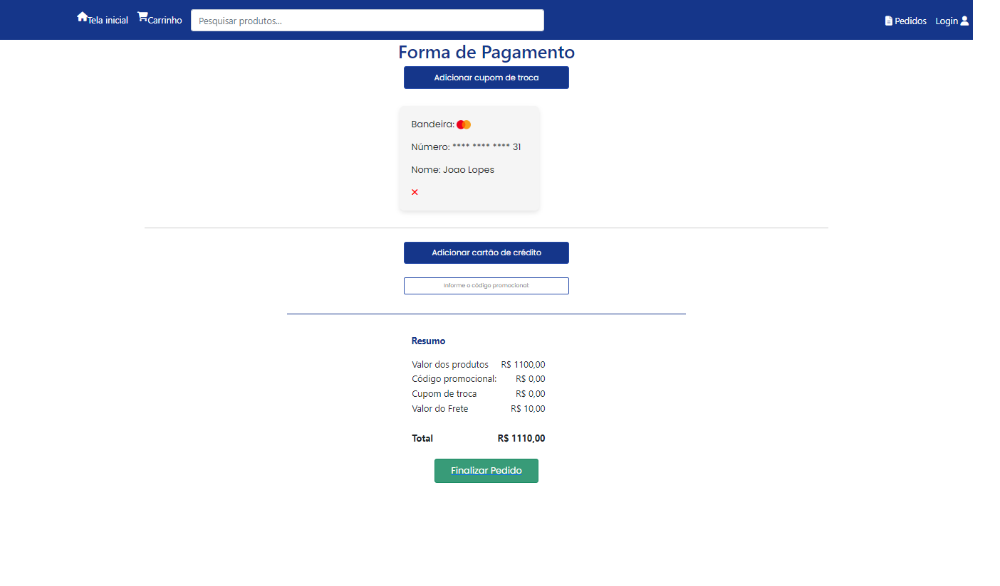 Tela inicial Carrinho Pesquisar produtos... Pedidos Login
Forma de Pagamento
Adicionar cupom de troca
Bandeira:
Número: **** **** **** 31
Nome: Joao Lopes
Adicionar cartão de crédito
Informe o código promocional:
Resumo
Valor dos produtos R$ 1100,00
Código promocional: R$ 0,00
Cupom de troca R$ 0,00
Valor do Frete R$ 10,00
Total R$ 1110,00
Finalizar Pedido